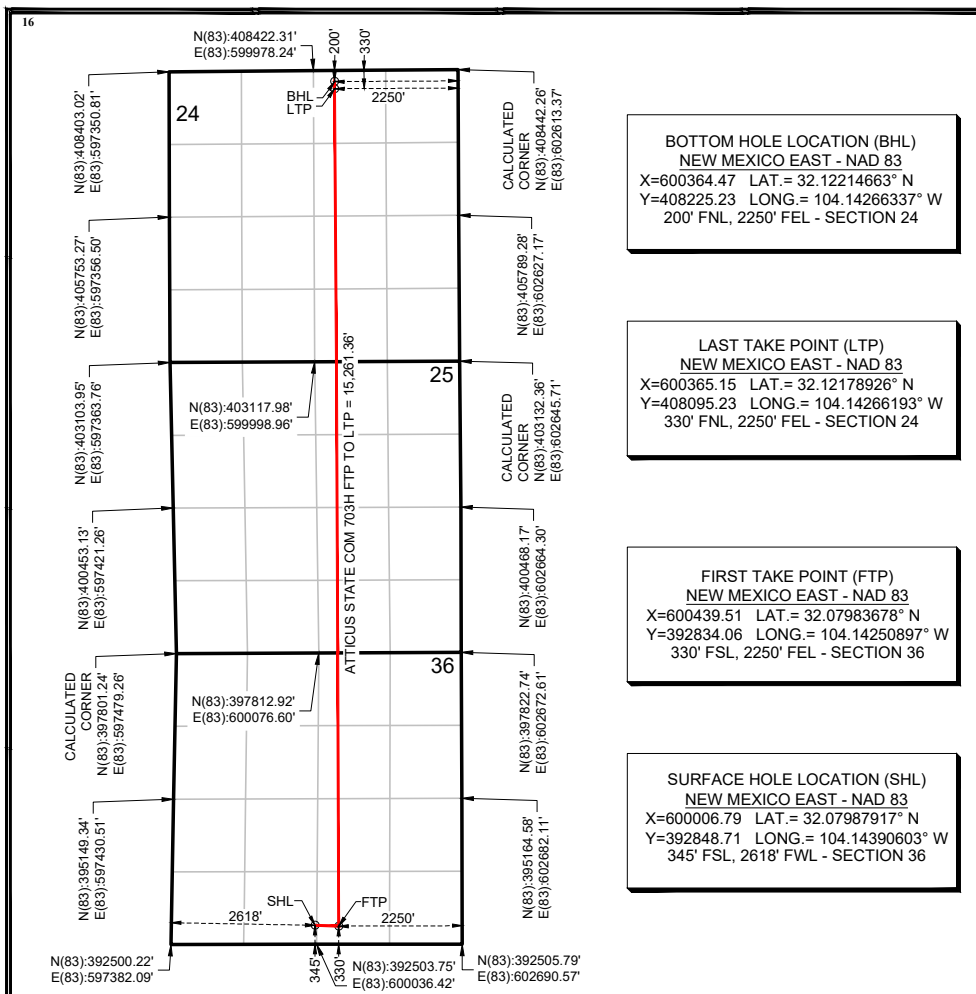 16
N(83):408422.31'
E(83):599978.24'
200'
330'
BHL
LTP
2250'
24
N(83):408403.02'
E(83):597350.81'
CALCULATED
CORNER
N(83):408442.26'
E(83):602613.37'
N(83):405753.27'
E(83):597356.50'
N(83):405789.28'
E(83):602627.17'
ATTICUS STATE COM 703H FTP TO LTP = 15,261.36'
25
N(83):403103.95'
E(83):597363.76'
N(83):403117.98'
E(83):599998.96'
CALCULATED
CORNER
N(83):403132.36'
E(83):602645.71'
N(83):400453.13'
E(83):597421.26'
N(83):400468.17'
E(83):602664.30'
36
CALCULATED
CORNER
N(83):397801.24'
E(83):597479.26'
N(83):397812.92'
E(83):600076.60'
N(83):397822.74'
E(83):602672.61'
N(83):395149.34'
E(83):597430.51'
N(83):395164.58'
E(83):602682.11'
SHL
FTP
2618'
2250'
N(83):392500.22'
E(83):597382.09'
345'
330'
N(83):392503.75'
E(83):600036.42'
N(83):392505.79'
E(83):602690.57'
BOTTOM HOLE LOCATION (BHL)
NEW MEXICO EAST - NAD 83
X=600364.47 LAT.= 32.12214663° N
Y=408225.23 LONG.= 104.14266337° W
200' FNL, 2250' FEL - SECTION 24
LAST TAKE POINT (LTP)
NEW MEXICO EAST - NAD 83
X=600365.15 LAT.= 32.12178926° N
Y=408095.23 LONG.= 104.14266193° W
330' FNL, 2250' FEL - SECTION 24
FIRST TAKE POINT (FTP)
NEW MEXICO EAST - NAD 83
X=600439.51 LAT.= 32.07983678° N
Y=392834.06 LONG.= 104.14250897° W
330' FSL, 2250' FEL - SECTION 36
SURFACE HOLE LOCATION (SHL)
NEW MEXICO EAST - NAD 83
X=600006.79 LAT.= 32.07987917° N
Y=392848.71 LONG.= 104.14390603° W
345' FSL, 2618' FWL - SECTION 36